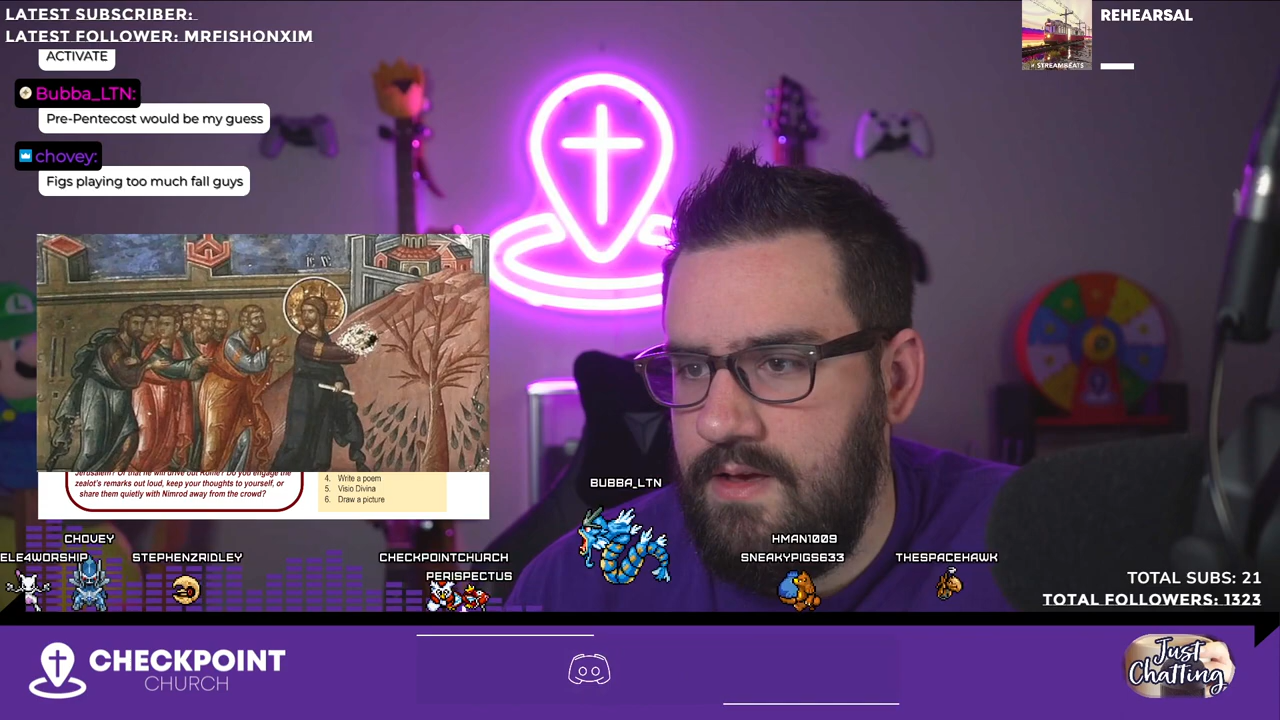 LATEST SUBSCRIBER:
LATEST FOLLOWER: MRFISHONXIM
ACTIVATE
Bubba_LTN:
Pre-Pentecost would be my guess
chovey:
Figs playing too much fall guys
REHEARSAL
STREAMBEATS
Jerusalem? Or that he will drive out Rome? Do you engage the
zealot's remarks out loud, keep your thoughts to yourself, or
share them quietly with Nimrod away from the crowd?
4. Write a poem
5. Visio Divina
6. Draw a picture
BUBBA_LTN
CHOVEY
HMAN1009
ELE4WORSHIP
STEPHENZRIDLEY
CHECKPOINTCHURCH
SNEAKYPIGS633
THESPACEHAWK
PERISPECTUS
TOTAL SUBS: 21
TOTAL FOLLOWERS: 1323
CHECKPOINT
CHURCH
Just
Chatting